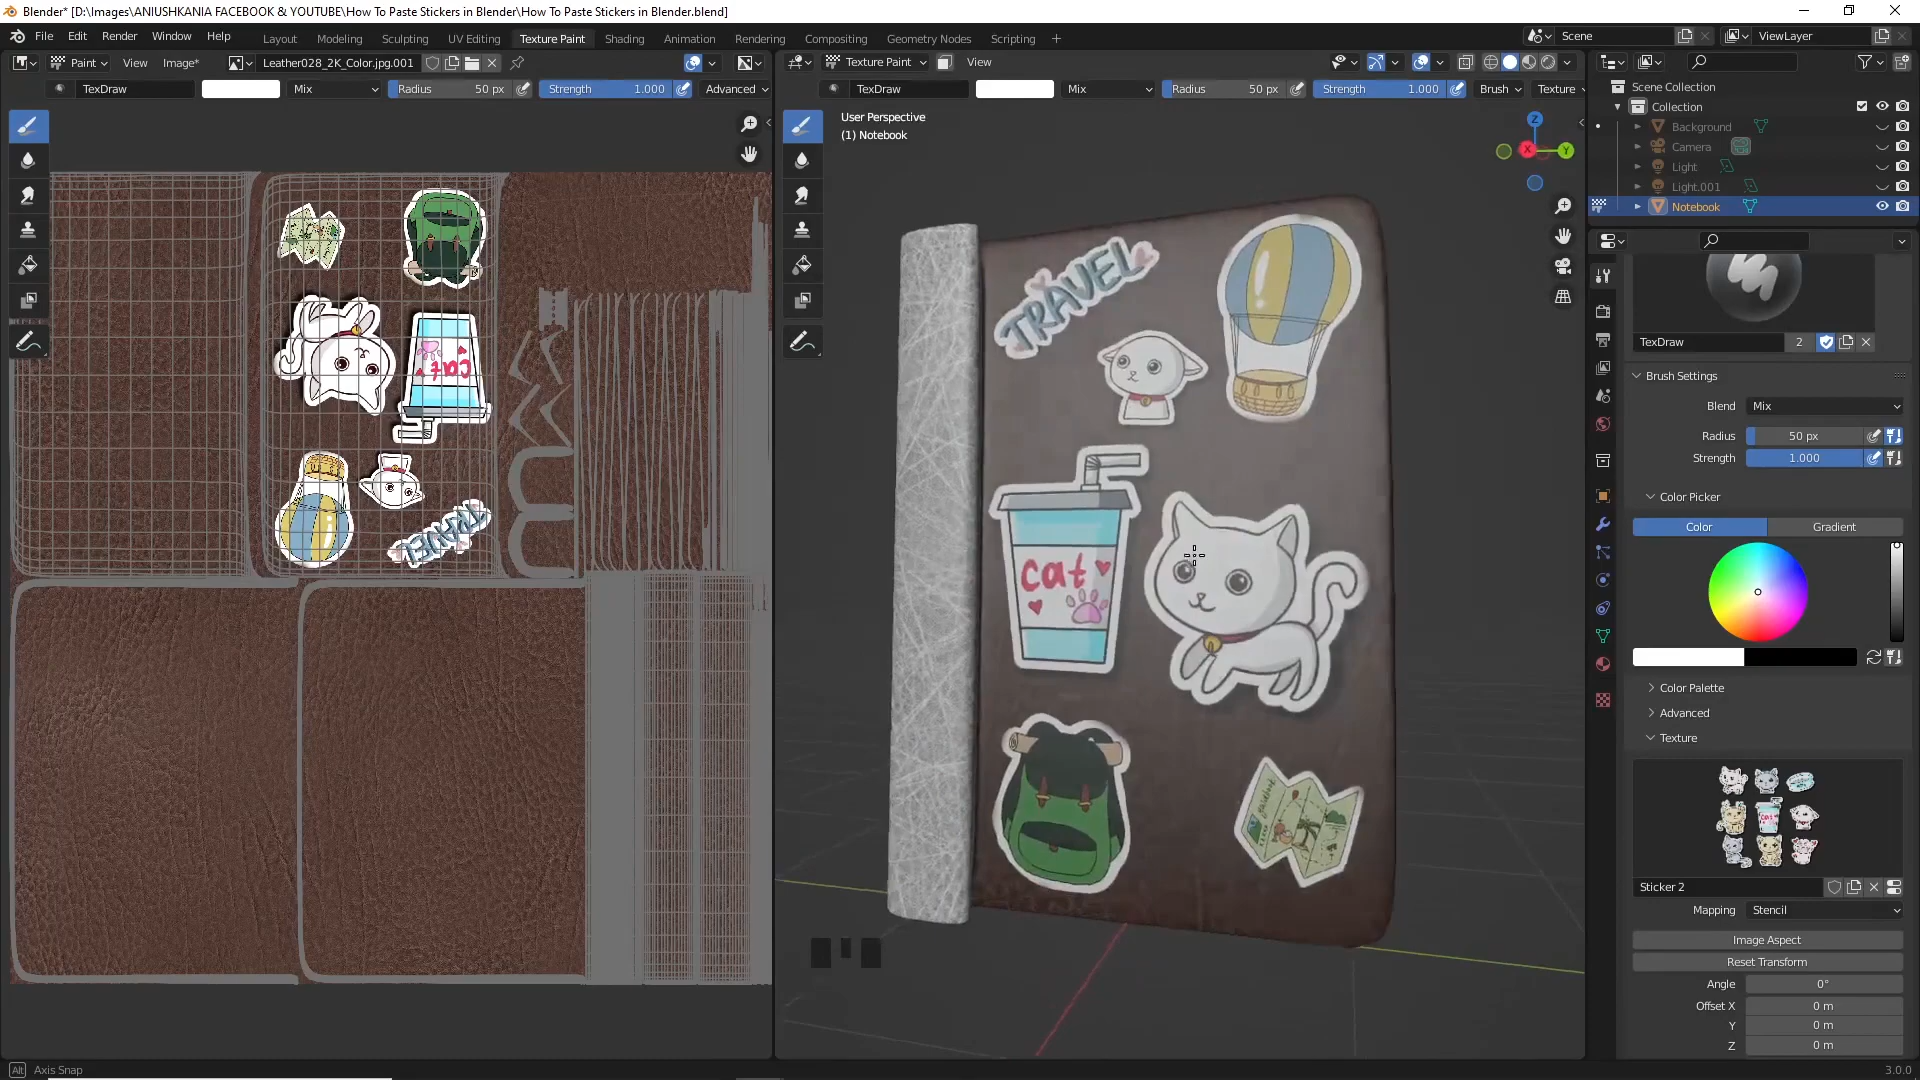 Blender* [D:\Images\ANIUSHKANIA FACEBOOK & YOUTUBE\How To Paste Stickers in Blender\How To Paste Stickers in Blender.blend]
File Edit Render Window Help Layout Modeling Sculpting UV Editing Texture Paint Shading Animation Rendering Compositing Geometry Nodes Scripting + Scene ViewLayer
Paint View Image* Leather028_2K_Color.jpg.001 Texture Paint View
TexDraw Mix Radius 50 px Strength 1.000 Advanced TexDraw Mix Radius 50 px Strength 1.000 Brush Texture
User Perspective
(1) Notebook
Z
X
Y
TRAVEL
cat
cat
TRAVEL
Scene Collection
Collection
Background
Camera
Light
Light.001
Notebook
TexDraw 2
Brush Settings
Blend Mix
Radius 50 px
Strength 1.000
Color Picker
Color Gradient
Color Palette
Advanced
Texture
Sticker 2
Mapping Stencil
Image Aspect
Reset Transform
Angle 0°
Offset X 0 m
Y 0 m
Z 0 m
Alt Axis Snap
3.0.0